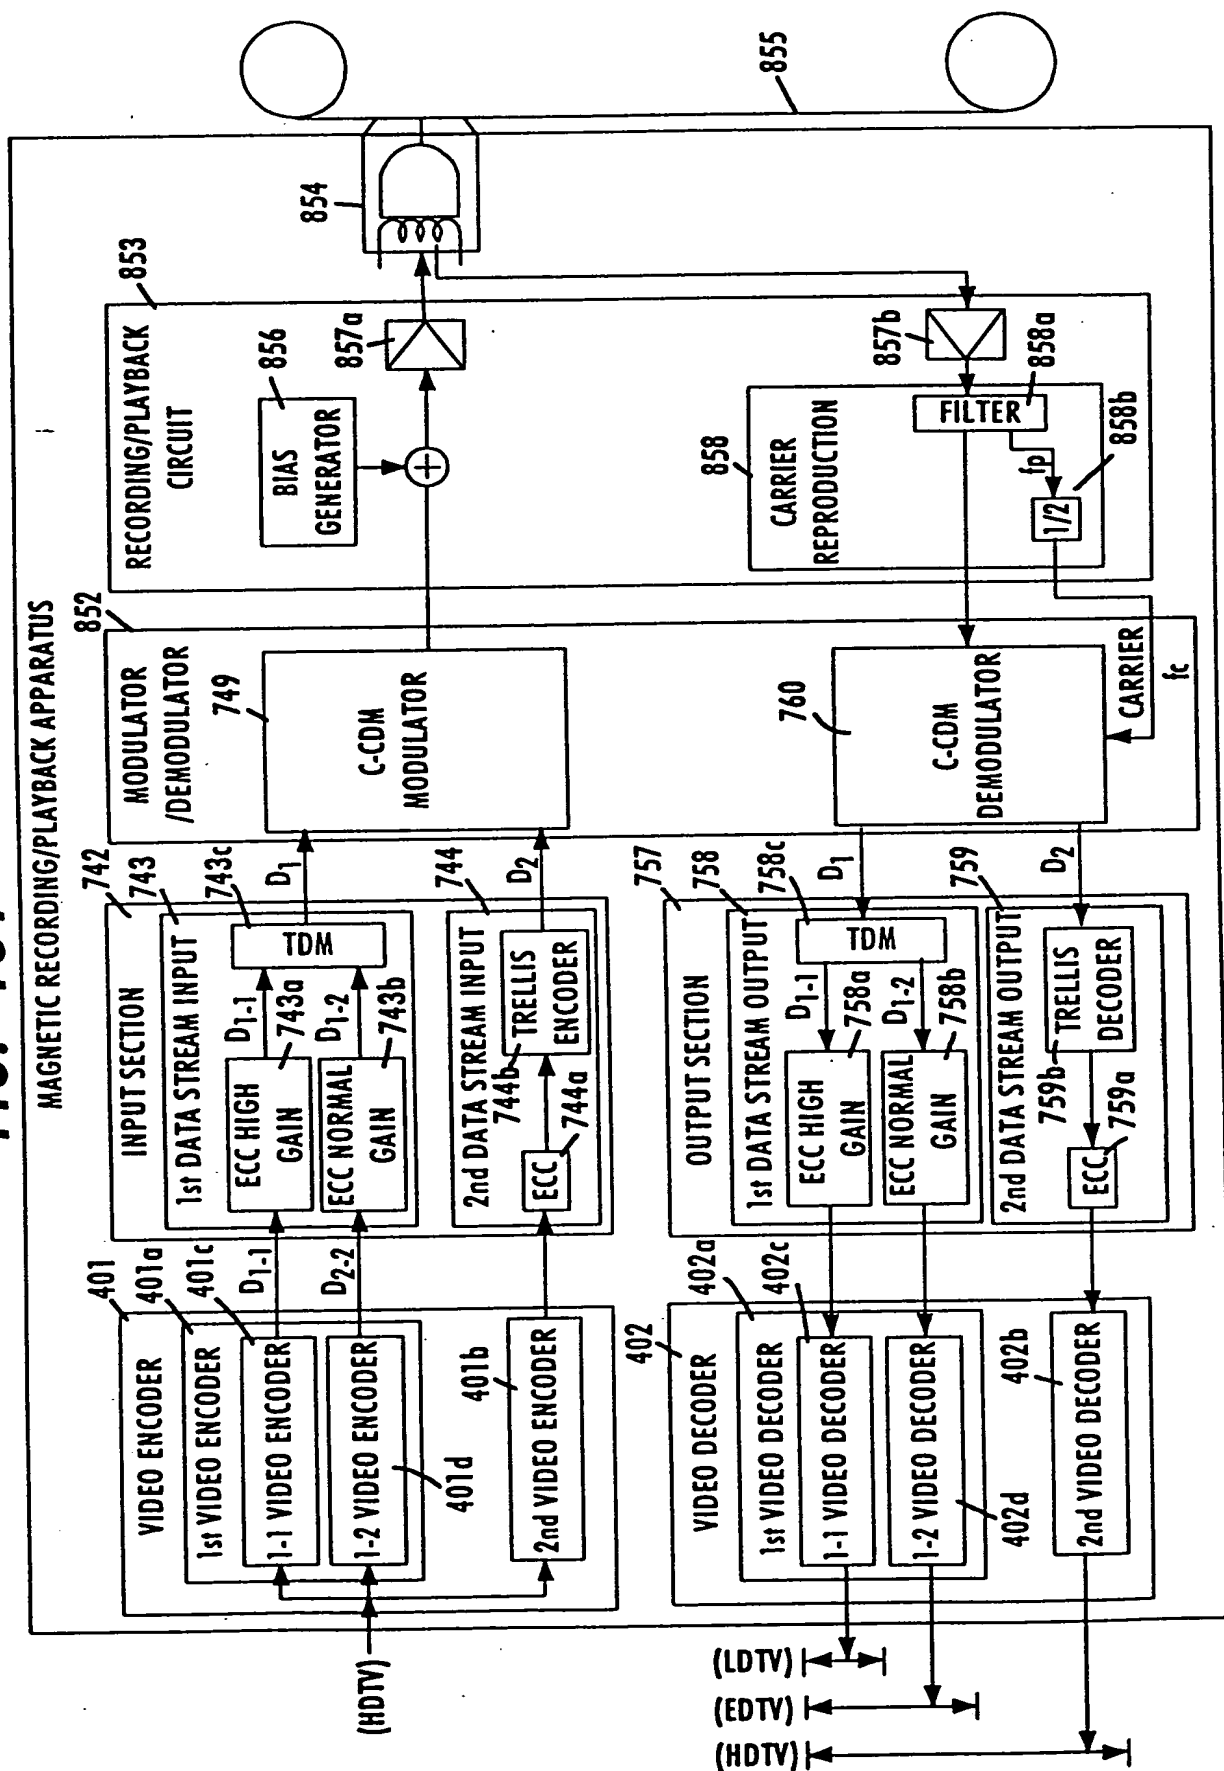 MAGNETIC RECORDING/PLAYBACK APPARATUS
VIDEO ENCODER
401
1st VIDEO ENCODER
401a
1-1 VIDEO ENCODER
401c
1-2 VIDEO ENCODER
401d
2nd VIDEO ENCODER
401b
(HDTV)
D1-1
D2-2
INPUT SECTION
742
1st DATA STREAM INPUT
743
ECC HIGH
GAIN
743a
D1-1
ECC NORMAL
GAIN
743b
D1-2
TDM
743c
2nd DATA STREAM INPUT
744
ECC
744a
744b
TRELLIS
ENCODER
D1
D2
MODULATOR
/DEMODULATOR
852
749
C-CDM
MODULATOR
760
C-CDM
DEMODULATOR
CARRIER
fc
RECORDING/PLAYBACK
CIRCUIT
853
BIAS
GENERATOR
856
857a
854
855
857b
858
CARRIER
REPRODUCTION
FILTER
858a
fp
1/2
858b
OUTPUT SECTION
757
1st DATA STREAM OUTPUT
758
TDM
758c
D1
D2
D1-1
D1-2
ECC HIGH
GAIN
758a
ECC NORMAL
GAIN
758b
2nd DATA STREAM OUTPUT
759
759b
TRELLIS
DECODER
ECC
759a
VIDEO DECODER
402
1st VIDEO DECODER
402a
1-1 VIDEO DECODER
402c
1-2 VIDEO DECODER
402d
2nd VIDEO DECODER
402b
(LDTV)
(EDTV)
(HDTV)